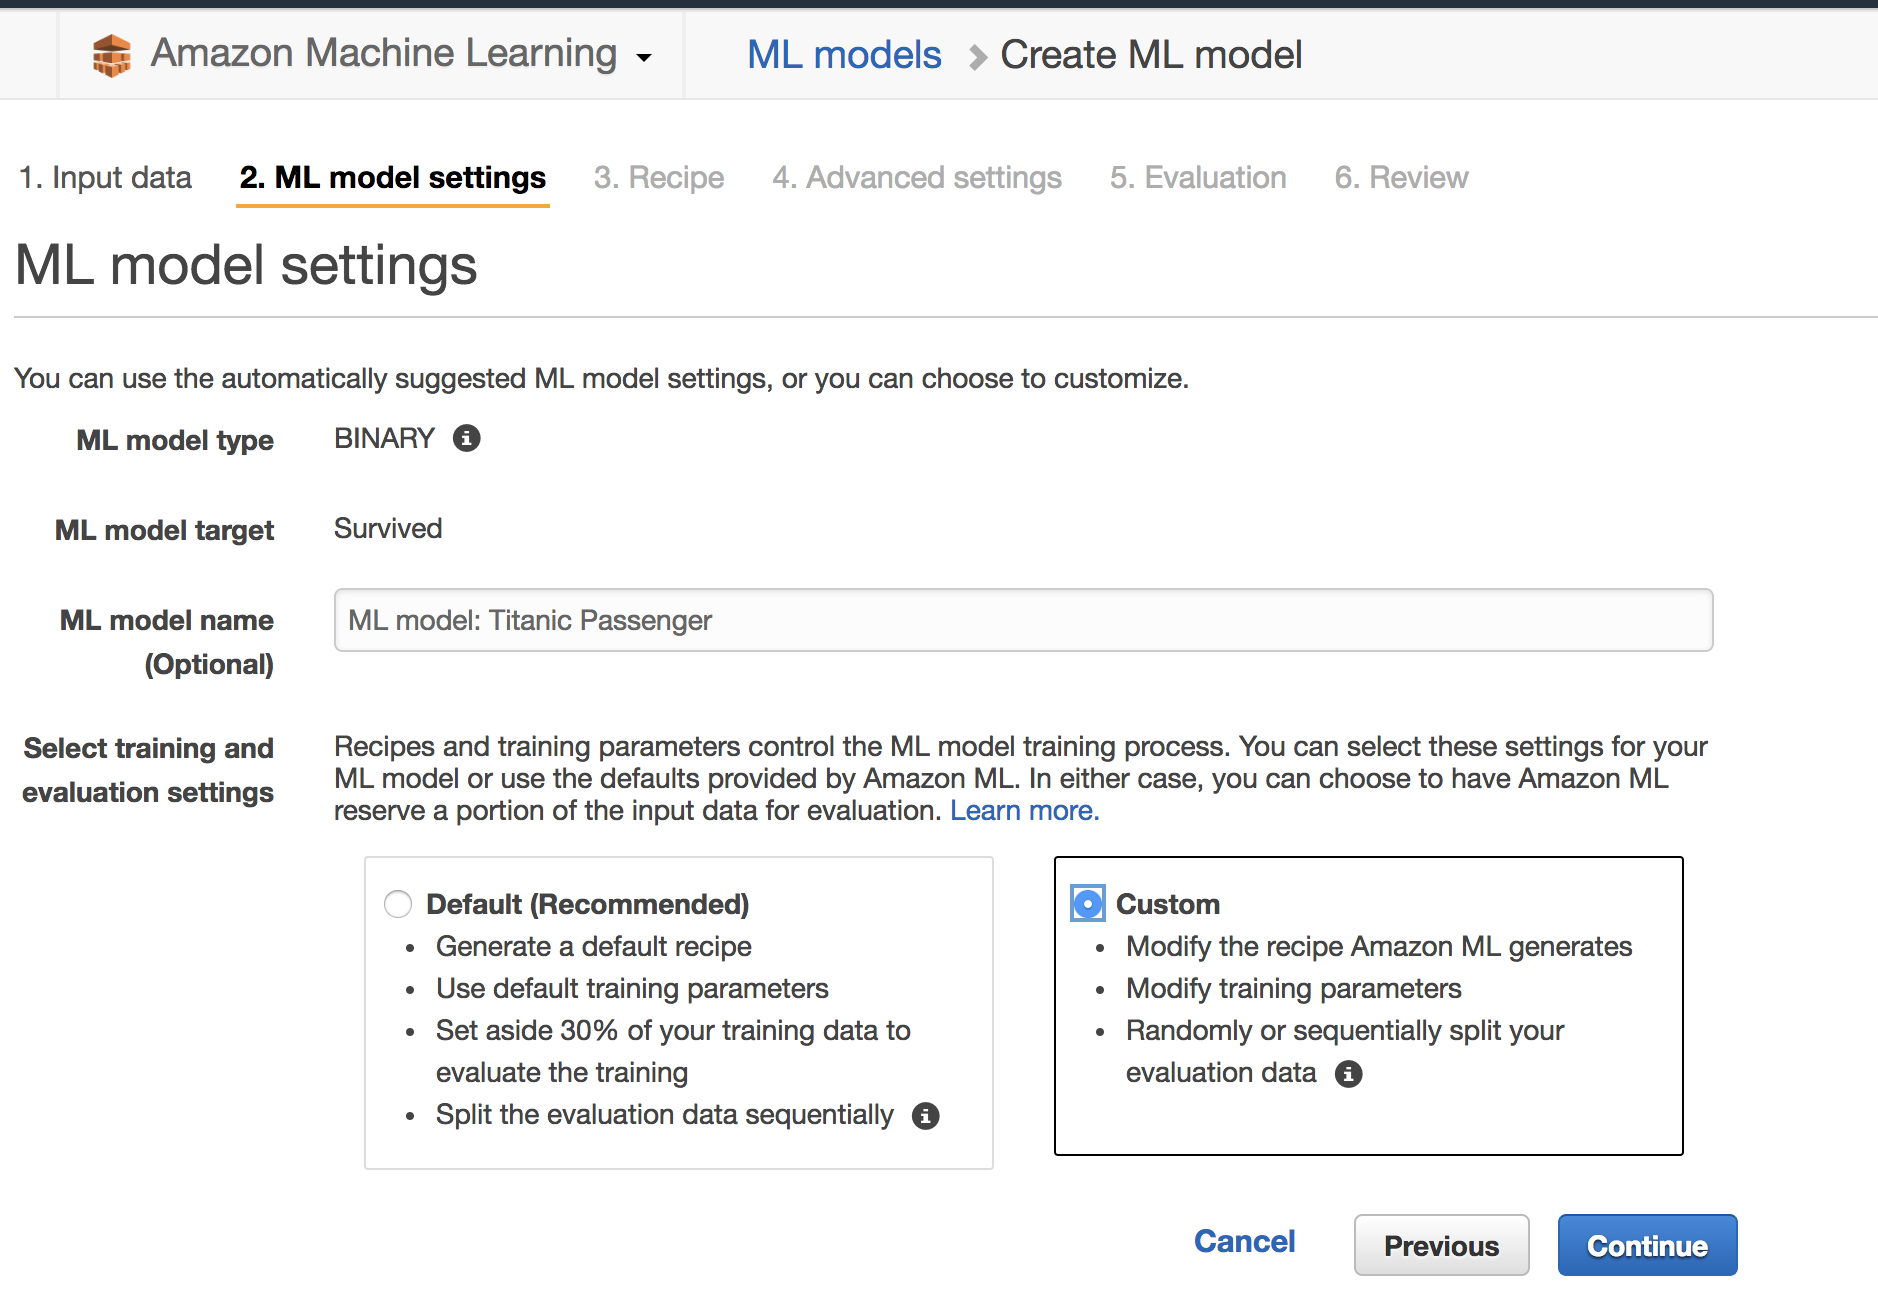 Amazon Machine Learning
ML models Create ML model
1. Input data 2. ML model settings 3. Recipe 4. Advanced settings 5. Evaluation 6. Review
ML model settings
You can use the automatically suggested ML model settings, or you can choose to customize.
ML model type BINARY
ML model target Survived
ML model name
(Optional)
ML model: Titanic Passenger
Select training and
evaluation settings
Recipes and training parameters control the ML model training process. You can select these settings for your
ML model or use the defaults provided by Amazon ML. In either case, you can choose to have Amazon ML
reserve a portion of the input data for evaluation. Learn more.
Default (Recommended)
• Generate a default recipe
• Use default training parameters
• Set aside 30% of your training data to
evaluate the training
• Split the evaluation data sequentially
Custom
• Modify the recipe Amazon ML generates
• Modify training parameters
• Randomly or sequentially split your
evaluation data
Cancel Previous Continue